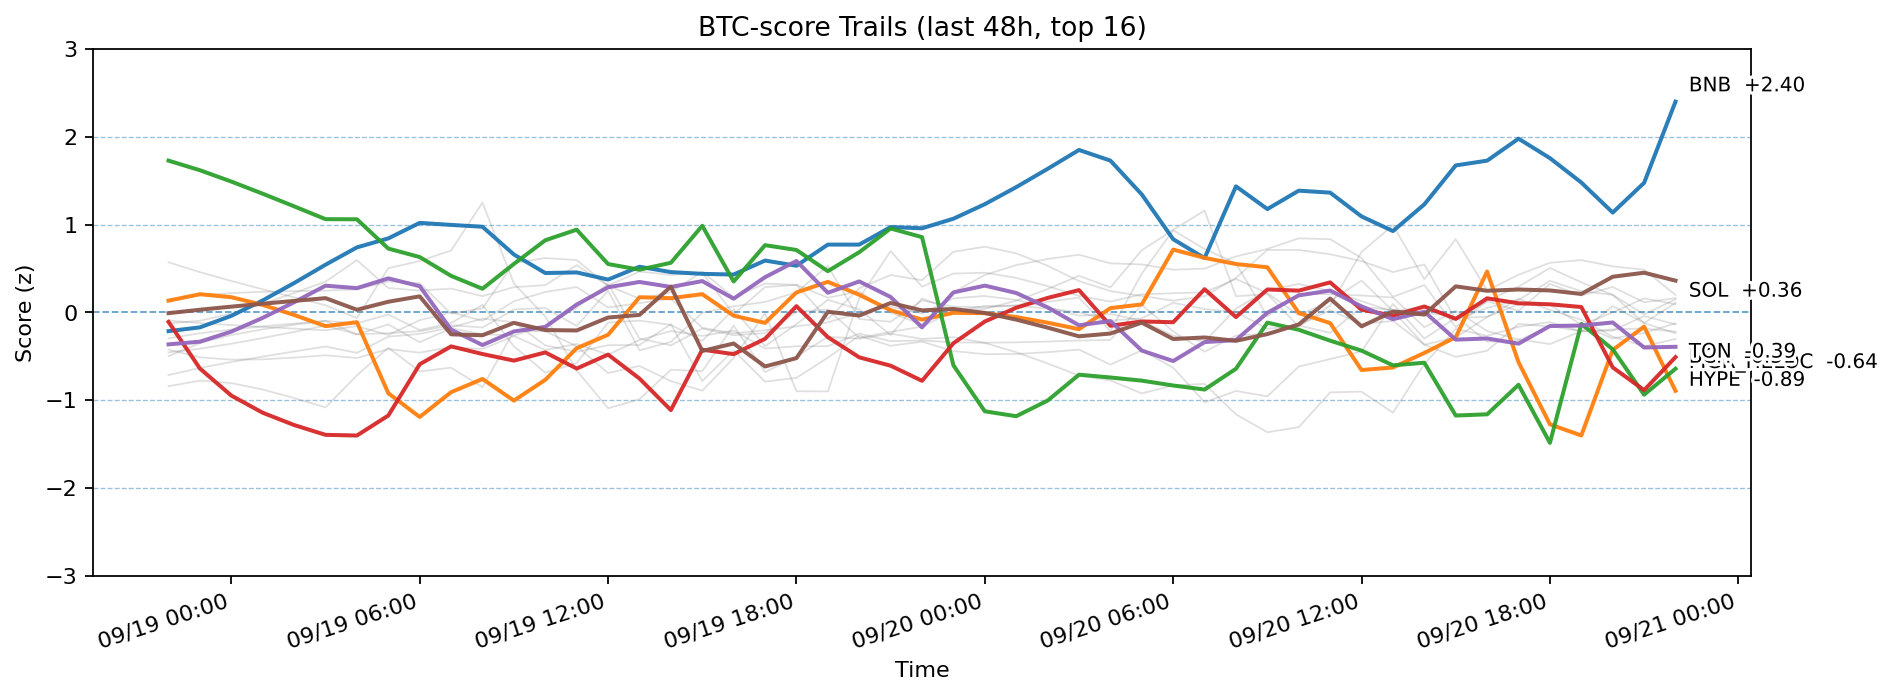 BTC-score Trails (last 48h, top 16)
3
2
1
0
−1
−2
−3
Score (z)
BNB +2.40
SOL +0.36
TON -0.39
-0.64
HYPE -0.89
09/19 00:00
09/19 06:00
09/19 12:00
09/19 18:00
09/20 00:00
09/20 06:00
09/20 12:00
09/20 18:00
09/21 00:00
Time